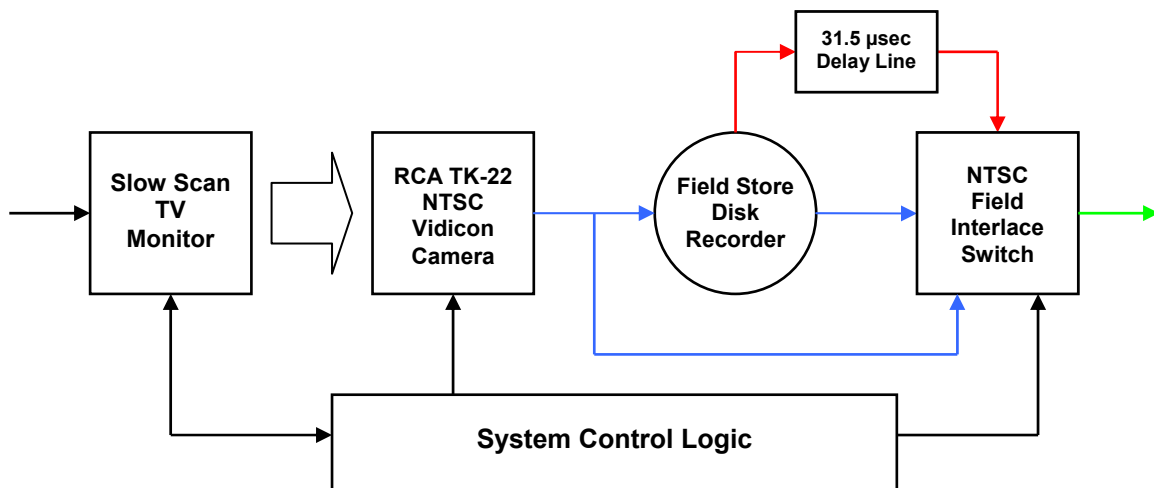 31.5 µsec
Delay Line
Slow Scan
TV
Monitor
RCA TK-22
NTSC
Vidicon
Camera
Field Store
Disk
Recorder
NTSC
Field
Interlace
Switch
System Control Logic